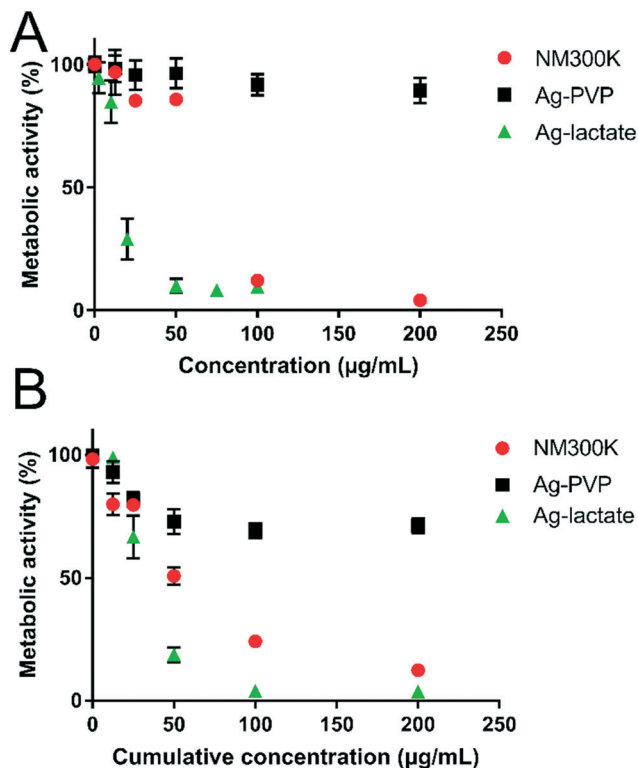 A
Metabolic activity (%)
100
50
0
0 50 100 150 200 250
Concentration (µg/mL)
NM300K
Ag-PVP
Ag-lactate
B
Metabolic activity (%)
100
50
0
0 50 100 150 200 250
Cumulative concentration (µg/mL)
NM300K
Ag-PVP
Ag-lactate